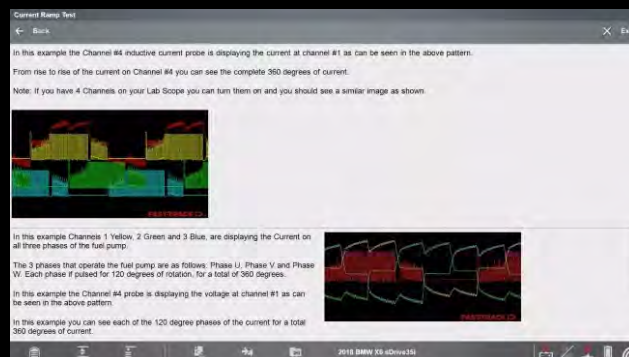 Current Ramp Test
Back
Ex
In this example the Channel #4 inductive current probe is displaying the current at channel #1 as can be seen in the above pattern.
From rise to rise of the current on Channel #4 you can see the complete 360 degrees of current.
Note: If you have 4 Channels on your Lab Scope you can turn them on and you should see a similar image as shown.
FASTTRACK
In this example Channels 1 Yellow, 2 Green and 3 Blue, are displaying the Current on
all three phases of the fuel pump.
The 3 phases that operate the fuel pump are as follows: Phase U, Phase V and Phase
W. Each phase if pulsed for 120 degrees of rotation, for a total of 360 degrees.
In this example the Channel #4 probe is displaying the voltage at channel #1 as can
be seen in the above pattern
In this example you can see each of the 120 degree phases of the current for a total
360 degrees of current.
FASTTRACK
2018 BMW X6 sDrive35i